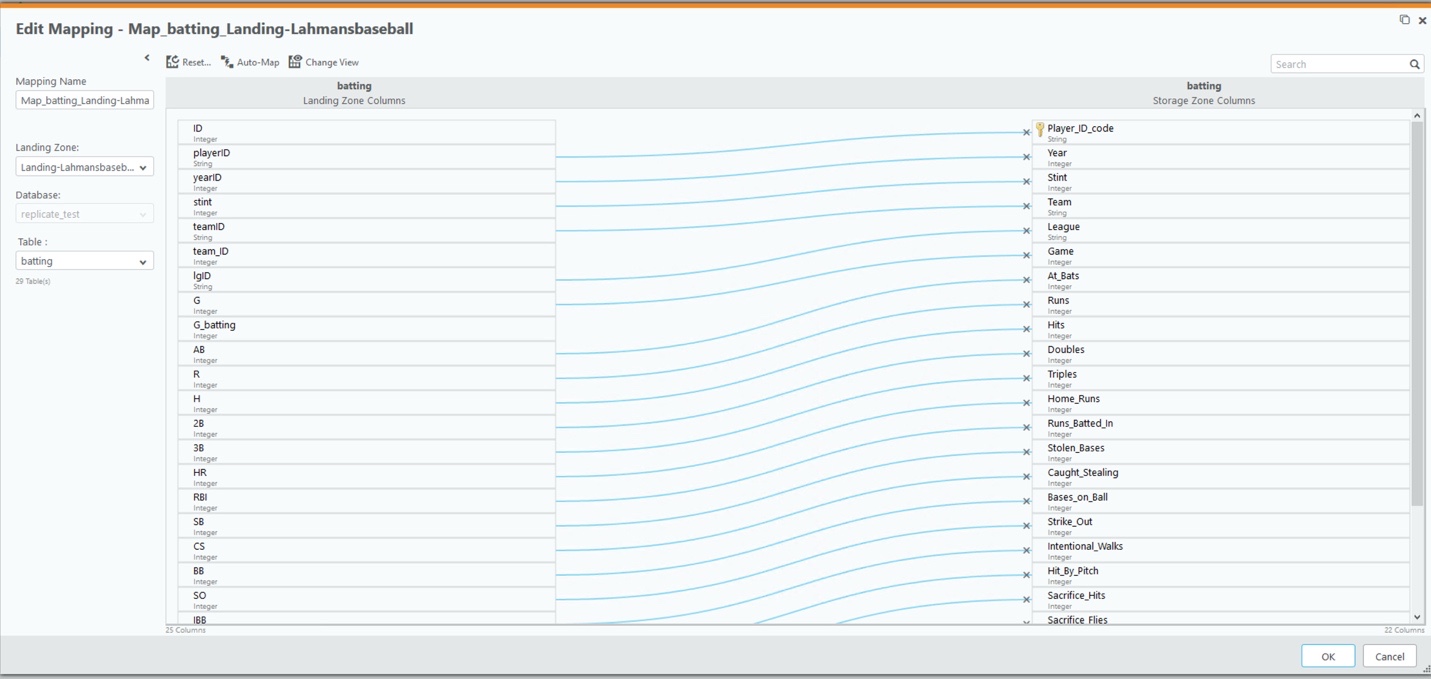 Edit Mapping - Map_batting_Landing-Lahmansbaseball
Reset... Auto-Map Change View
Search
Mapping Name
Map_batting_Landing-Lahma
Landing Zone:
Landing-Lahmansbaseb...
Database:
replicate_test
Table :
batting
29 Table(s)
batting
Landing Zone Columns
ID
Integer
playerID
String
yearID
Integer
stint
Integer
teamID
String
team_ID
Integer
lgID
String
G
Integer
G_batting
Integer
AB
Integer
R
Integer
H
Integer
2B
Integer
3B
Integer
HR
Integer
RBI
Integer
SB
Integer
CS
Integer
BB
Integer
SO
Integer
IBB
25 Columns
batting
Storage Zone Columns
Player_ID_code
String
Year
Integer
Stint
Integer
Team
String
League
String
Game
Integer
At_Bats
Integer
Runs
Integer
Hits
Integer
Doubles
Integer
Triples
Integer
Home_Runs
Integer
Runs_Batted_In
Integer
Stolen_Bases
Integer
Caught_Stealing
Integer
Bases_on_Ball
Integer
Strike_Out
Integer
Intentional_Walks
Integer
Hit_By_Pitch
Integer
Sacrifice_Hits
Integer
Sacrifice_Flies
22 Columns
OK Cancel